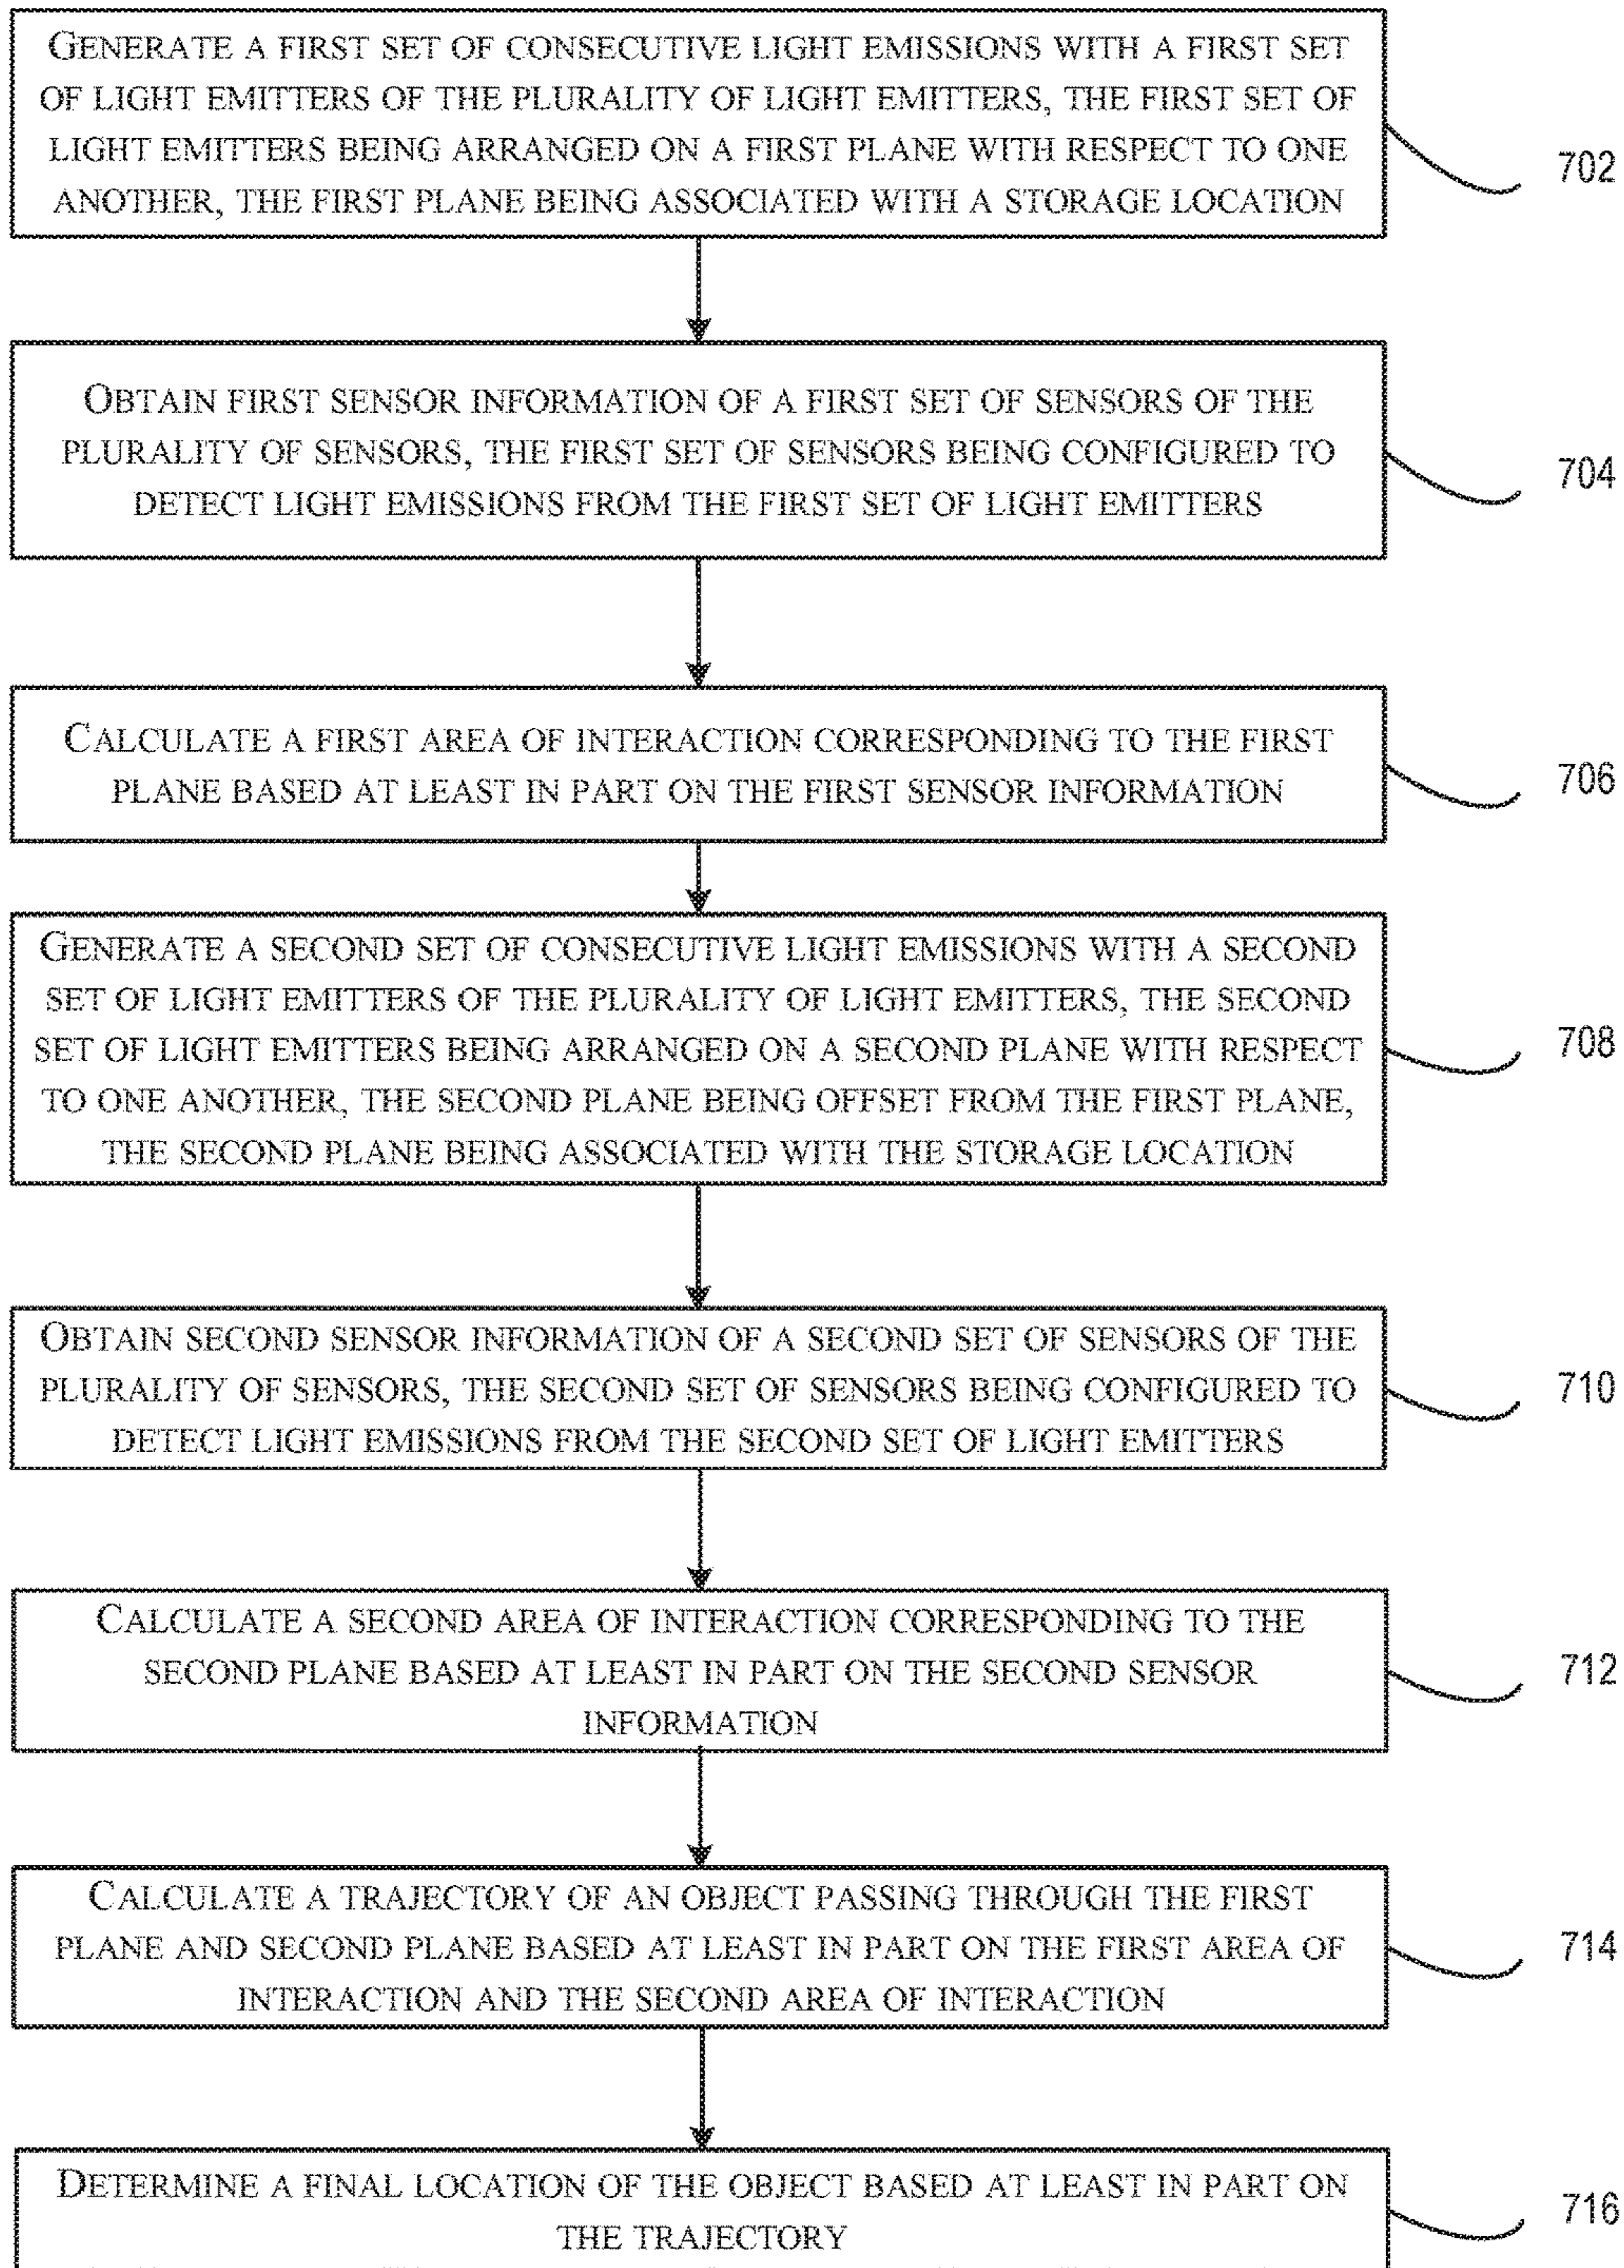 GENERATE A FIRST SET OF CONSECUTIVE LIGHT EMISSIONS WITH A FIRST SET
OF LIGHT EMITTERS OF THE PLURALITY OF LIGHT EMITTERS, THE FIRST SET OF
LIGHT EMITTERS BEING ARRANGED ON A FIRST PLANE WITH RESPECT TO ONE
ANOTHER, THE FIRST PLANE BEING ASSOCIATED WITH A STORAGE LOCATION
702
OBTAIN FIRST SENSOR INFORMATION OF A FIRST SET OF SENSORS OF THE
PLURALITY OF SENSORS, THE FIRST SET OF SENSORS BEING CONFIGURED TO
DETECT LIGHT EMISSIONS FROM THE FIRST SET OF LIGHT EMITTERS
704
CALCULATE A FIRST AREA OF INTERACTION CORRESPONDING TO THE FIRST
PLANE BASED AT LEAST IN PART ON THE FIRST SENSOR INFORMATION
706
GENERATE A SECOND SET OF CONSECUTIVE LIGHT EMISSIONS WITH A SECOND
SET OF LIGHT EMITTERS OF THE PLURALITY OF LIGHT EMITTERS, THE SECOND
SET OF LIGHT EMITTERS BEING ARRANGED ON A SECOND PLANE WITH RESPECT
TO ONE ANOTHER, THE SECOND PLANE BEING OFFSET FROM THE FIRST PLANE,
THE SECOND PLANE BEING ASSOCIATED WITH THE STORAGE LOCATION
708
OBTAIN SECOND SENSOR INFORMATION OF A SECOND SET OF SENSORS OF THE
PLURALITY OF SENSORS, THE SECOND SET OF SENSORS BEING CONFIGURED TO
DETECT LIGHT EMISSIONS FROM THE SECOND SET OF LIGHT EMITTERS
710
CALCULATE A SECOND AREA OF INTERACTION CORRESPONDING TO THE
SECOND PLANE BASED AT LEAST IN PART ON THE SECOND SENSOR
INFORMATION
712
CALCULATE A TRAJECTORY OF AN OBJECT PASSING THROUGH THE FIRST
PLANE AND SECOND PLANE BASED AT LEAST IN PART ON THE FIRST AREA OF
INTERACTION AND THE SECOND AREA OF INTERACTION
714
DETERMINE A FINAL LOCATION OF THE OBJECT BASED AT LEAST IN PART ON
THE TRAJECTORY
716